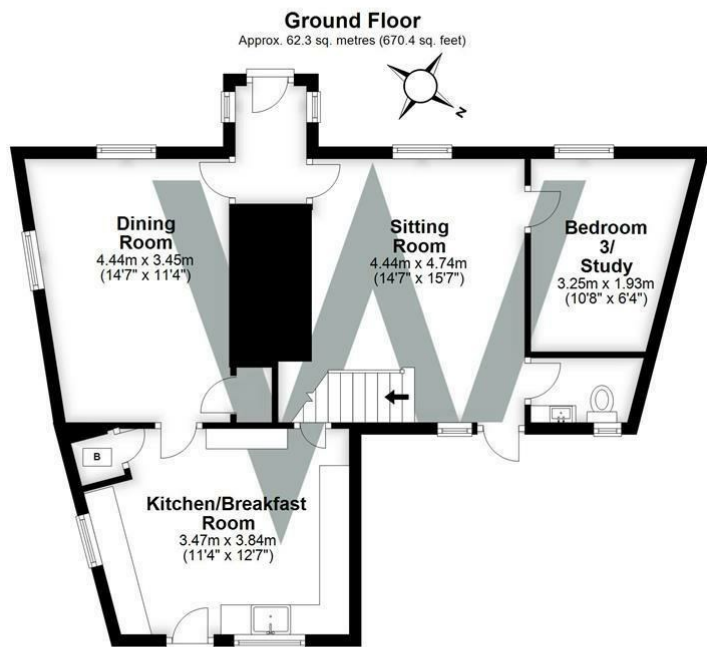 Ground Floor
Approx. 62.3 sq. metres (670.4 sq. feet)
N
Dining
Room
4.44m x 3.45m
(14'7" x 11'4")
Sitting
Room
4.44m x 4.74m
(14'7" x 15'7")
Bedroom
3/
Study
3.25m x 1.93m
(10'8" x 6'4")
B
Kitchen/Breakfast
Room
3.47m x 3.84m
(11'4" x 12'7")
W